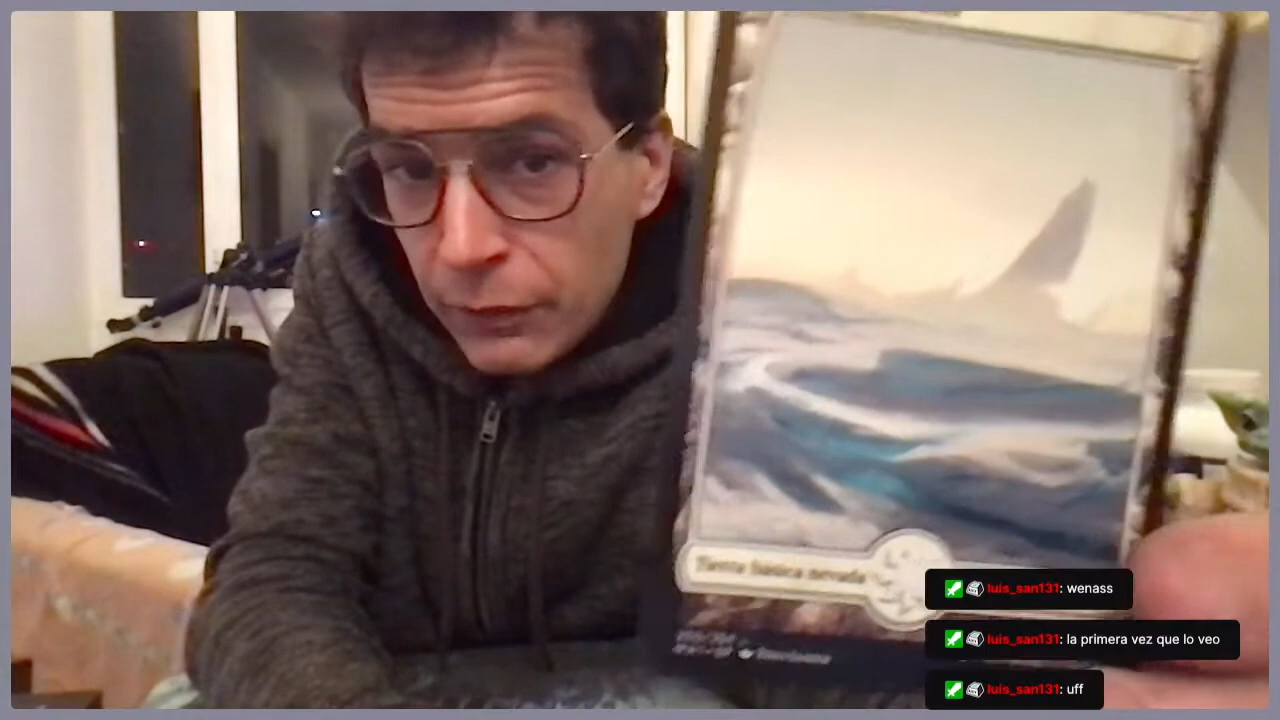 Tierra básica nevada
luis_san131: wenass
luis_san131: la primera vez que lo veo
luis_san131: uff